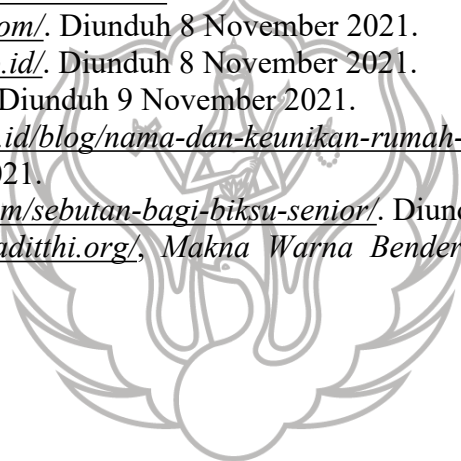 om/. Diunduh 8 November 2021.
.id/. Diunduh 8 November 2021.
Diunduh 9 November 2021.
.id/blog/nama-dan-keunikan-rumah-
021.
m/sebutan-bagi-biksu-senior/. Diund
aditthi.org/, Makna Warna Bender